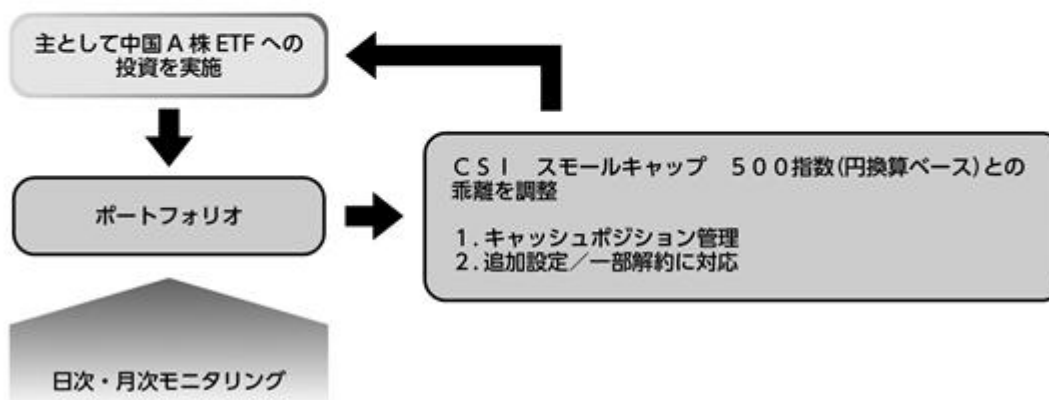 主として中国A株ETFへの
投資を実施
ポートフォリオ
CSI　スモールキャップ　500指数(円換算ベース)との
乖離を調整
1.キャッシュポジション管理
2.追加設定／一部解約に対応
日次・月次モニタリング